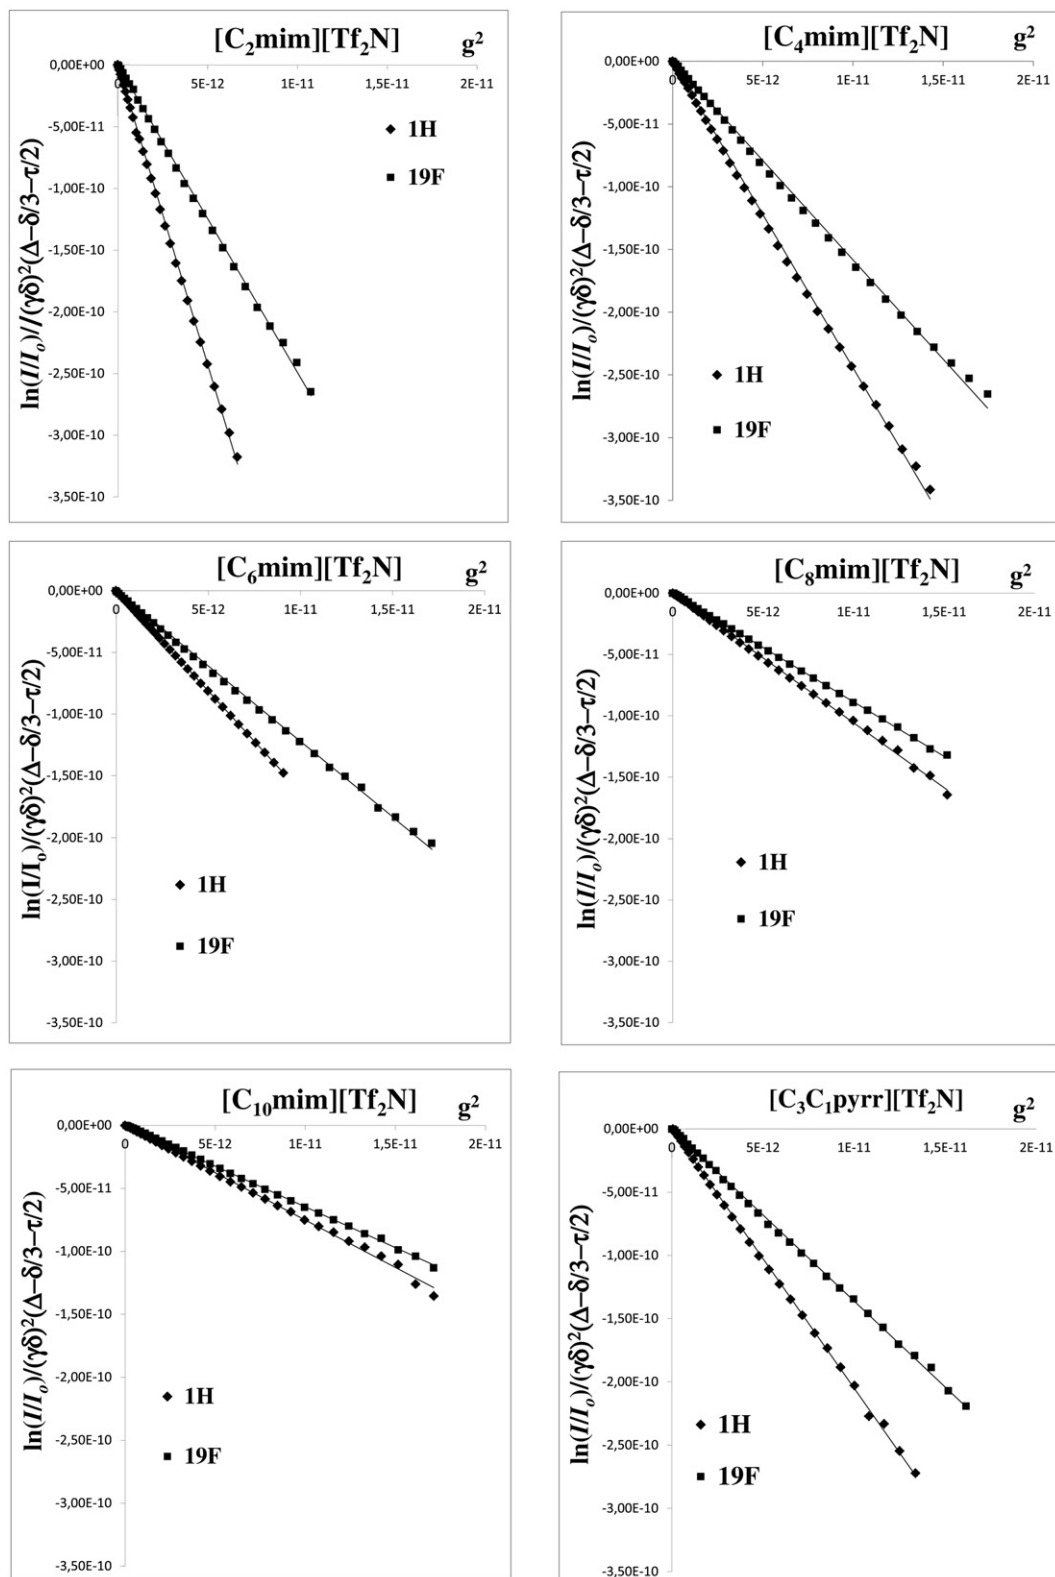 [C₂mim][Tf₂N] g²
0 5E-12 1E-11 1,5E-11 2E-11
0,00E+00
-5,00E-11
-1,00E-10
-1,50E-10
-2,00E-10
-2,50E-10
-3,00E-10
-3,50E-10
ln(I/Iₒ)//(γδ)²(Δ–δ/3–τ/2)
1H
19F
[C₄mim][Tf₂N] g²
0 5E-12 1E-11 1,5E-11 2E-11
0,00E+00
-5,00E-11
-1,00E-10
-1,50E-10
-2,00E-10
-2,50E-10
-3,00E-10
-3,50E-10
ln(I/Iₒ)/(γδ)²(Δ–δ/3–τ/2)
1H
19F
[C₆mim][Tf₂N] g²
0 5E-12 1E-11 1,5E-11 2E-11
0,00E+00
-5,00E-11
-1,00E-10
-1,50E-10
-2,00E-10
-2,50E-10
-3,00E-10
-3,50E-10
ln(I/Iₒ)/(γδ)²(Δ–δ/3–τ/2)
1H
19F
[C₈mim][Tf₂N] g²
0 5E-12 1E-11 1,5E-11 2E-11
0,00E+00
-5,00E-11
-1,00E-10
-1,50E-10
-2,00E-10
-2,50E-10
-3,00E-10
-3,50E-10
ln(I/Iₒ)/(γδ)²(Δ–δ/3–τ/2)
1H
19F
[C₁₀mim][Tf₂N] g²
0 5E-12 1E-11 1,5E-11 2E-11
0,00E+00
-5,00E-11
-1,00E-10
-1,50E-10
-2,00E-10
-2,50E-10
-3,00E-10
-3,50E-10
ln(I/Iₒ)/(γδ)²(Δ–δ/3–τ/2)
1H
19F
[C₃C₁pyrr][Tf₂N] g²
0 5E-12 1E-11 1,5E-11 2E-11
0,00E+00
-5,00E-11
-1,00E-10
-1,50E-10
-2,00E-10
-2,50E-10
-3,00E-10
-3,50E-10
ln(I/Iₒ)/(γδ)²(Δ–δ/3–τ/2)
1H
19F